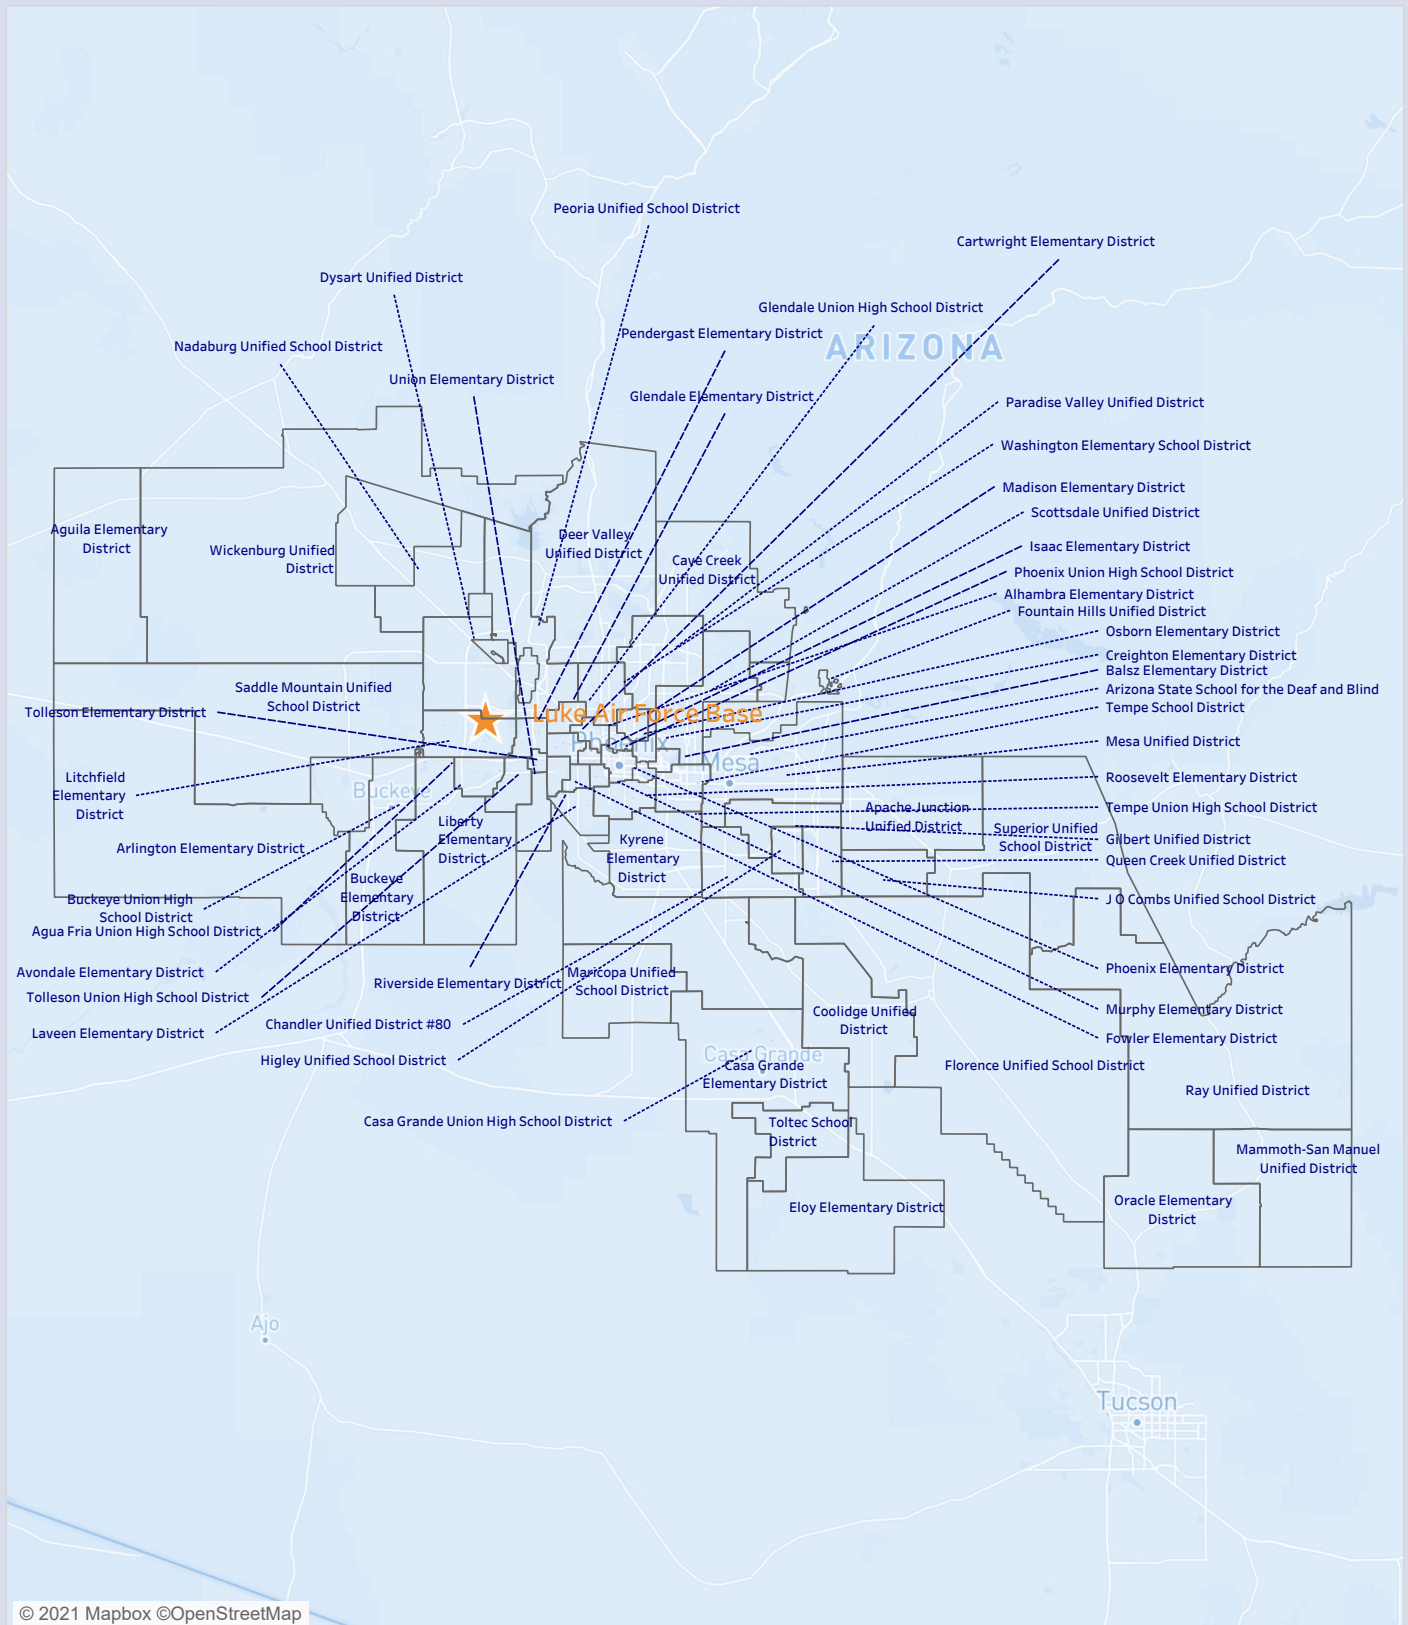 Peoria Unified School District
Cartwright Elementary District
Dysart Unified District
Glendale Union High School District
Pendergast Elementary District
ARIZONA
Nadaburg Unified School District
Union Elementary District
Glendale Elementary District
Paradise Valley Unified District
Washington Elementary School District
Madison Elementary District
Scottsdale Unified District
Aguila Elementary
District
Wickenburg Unified
District
Deer Valley
Unified District
Cave Creek
Unified District
Isaac Elementary District
Phoenix Union High School District
Alhambra Elementary District
Fountain Hills Unified District
Osborn Elementary District
Creighton Elementary District
Balsz Elementary District
Arizona State School for the Deaf and Blind
Tempe School District
Saddle Mountain Unified
School District
Tolleson Elementary District
Luke Air Force Base
Phoenix
Mesa
Mesa Unified District
Litchfield
Elementary
District
Buckeye
Roosevelt Elementary District
Tempe Union High School District
Apache Junction
Unified District
Superior Unified
School District
Gilbert Unified District
Queen Creek Unified District
Arlington Elementary District
Liberty
Elementary
District
Kyrene
Elementary
District
Buckeye
Elementary
District
Buckeye Union High
School District
J O Combs Unified School District
Agua Fria Union High School District
Avondale Elementary District
Tolleson Union High School District
Laveen Elementary District
Riverside Elementary District
Maricopa Unified
School District
Phoenix Elementary District
Murphy Elementary District
Fowler Elementary District
Chandler Unified District #80
Higley Unified School District
Coolidge Unified
District
Casa Grande
Casa Grande
Elementary District
Florence Unified School District
Ray Unified District
Casa Grande Union High School District
Toltec School
District
Mammoth-San Manuel
Unified District
Eloy Elementary District
Oracle Elementary
District
Ajo
Tucson
© 2021 Mapbox ©OpenStreetMap